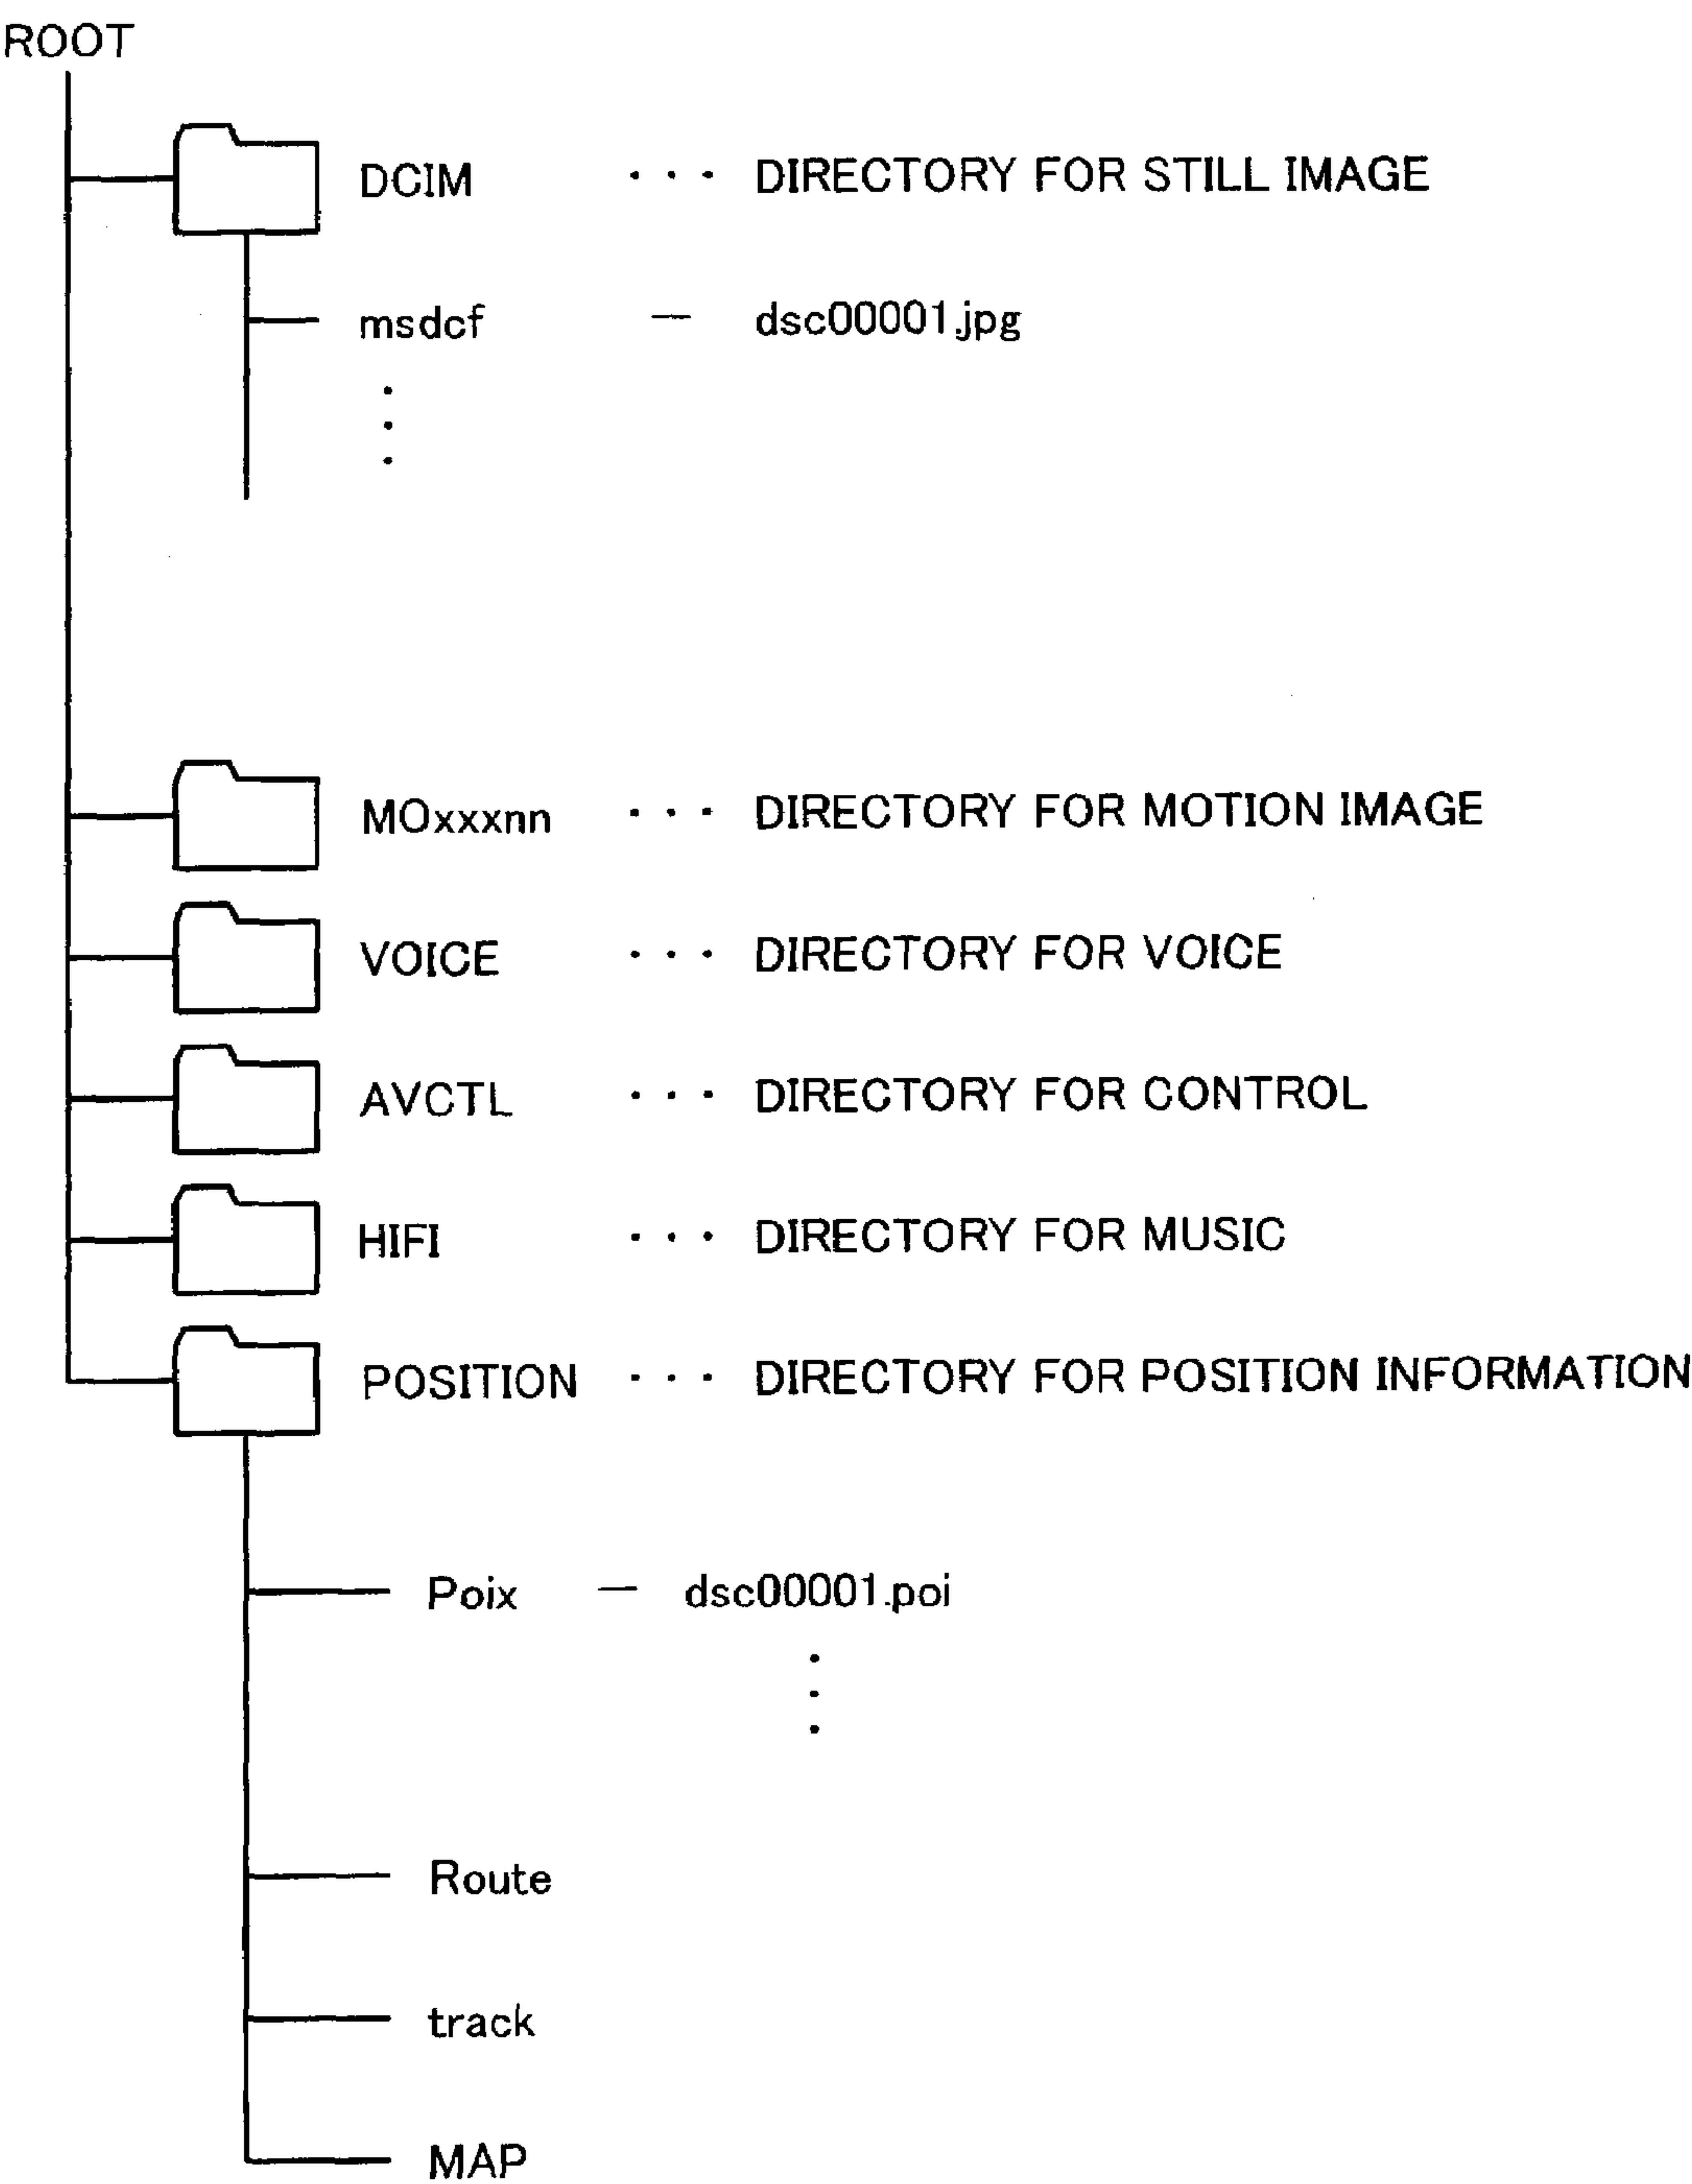 ROOT
DCIM ・・・ DIRECTORY FOR STILL IMAGE
msdcf — dsc00001.jpg
MOxxxnn ・・・ DIRECTORY FOR MOTION IMAGE
VOICE ・・・ DIRECTORY FOR VOICE
AVCTL ・・・ DIRECTORY FOR CONTROL
HIFI ・・・ DIRECTORY FOR MUSIC
POSITION ・・・ DIRECTORY FOR POSITION INFORMATION
Poix — dsc00001.poi
Route
track
MAP